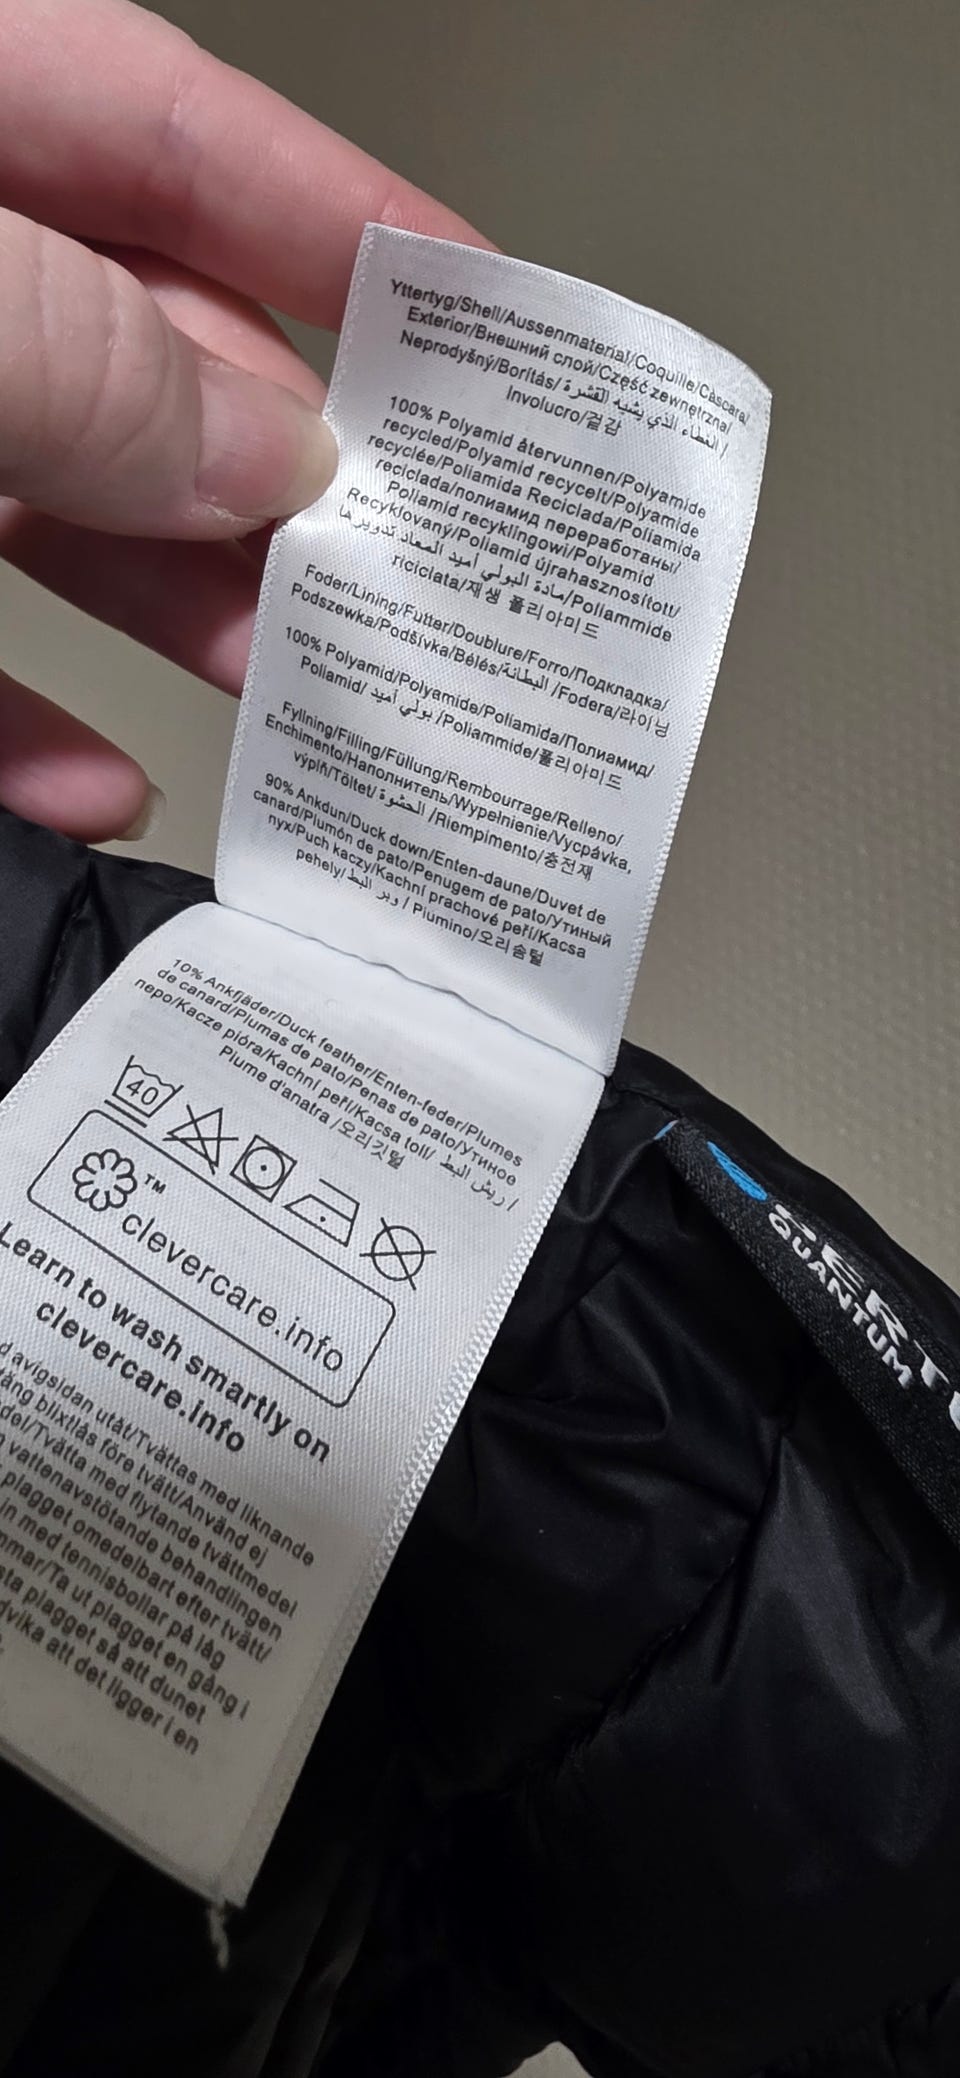 Yttertyg/Shell/Aussenmaterial/Coquille/Cáscara/
Exterior/Внешний слой/Część zewnętrzna/
Neprodyšný/Borítás/ الغطاء الذي يشبه القشرة /
Involucro/겉감
100% Polyamid återvunnen/Polyamide
recycled/Polyamid recycelt/Polyamide
recyclée/Poliamida Reciclada/Poliamida
reciclada/полиамид переработаны/
Poliamid recyklingowi/Polyamid
Recyklovaný/Poliamid újrahasznosított/
مادة البولي أميد المعاد تدويرها/Poliammide
riciclata/재생 폴리아미드
Foder/Lining/Futter/Doublure/Forro/Подкладка/
Podszewka/Podšívka/Bélés/البطانة /Fodera/라이닝
100% Polyamid/Polyamide/Poliamida/Полиамид/
Poliamid/ بولي أميد /Poliammide/폴리아미드
Fyllning/Filling/Füllung/Rembourrage/Relleno/
Enchimento/Наполнитель/Wypełnienie/Vycpávka,
výplň/Töltet/ الحشوة /Riempimento/충전재
90% Ankdun/Duck down/Enten-daune/Duvet de
canard/Plumón de pato/Penugem de pato/Утиный
пух/Puch kaczy/Kachní prachové peří/Kacsa
pehely/ وبر البط / Piumino/오리솜털
10% Ankfjäder/Duck feather/Enten-feder/Plumes
de canard/Plumas de pato/Penas de pato/Утиное
перо/Kacze pióra/Kachní peří/Kacsa toll/ ريش البط /
Piume d'anatra /오리깃털
40
TM
clevercare.info
Learn to wash smartly on
clevercare.info
avigsidan utåt/Tvättas med liknande
blixtlås före tvätt/Använd ej
Tvätta med flytande tvättmedel
vattenavstötande behandlingen
plagget omedelbart efter tvätt/
in med tennisbollar på låg
Ta ut plagget en gång i
plagget så att dunet
att det ligger i en
QUANTUM